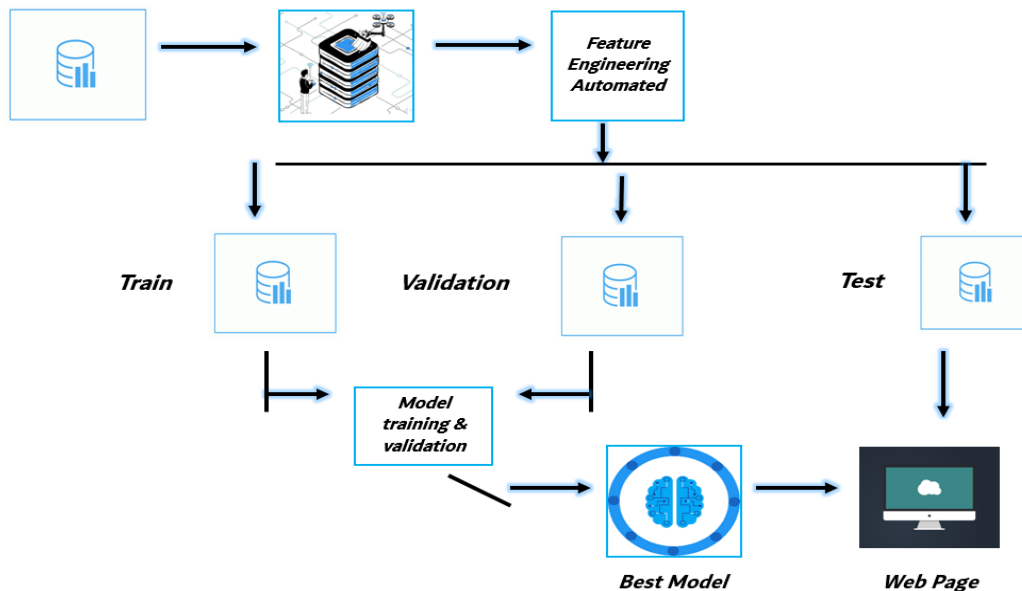 Feature
Engineering
Automated
Train
Validation
Test
Model
training &
validation
Best Model
Web Page